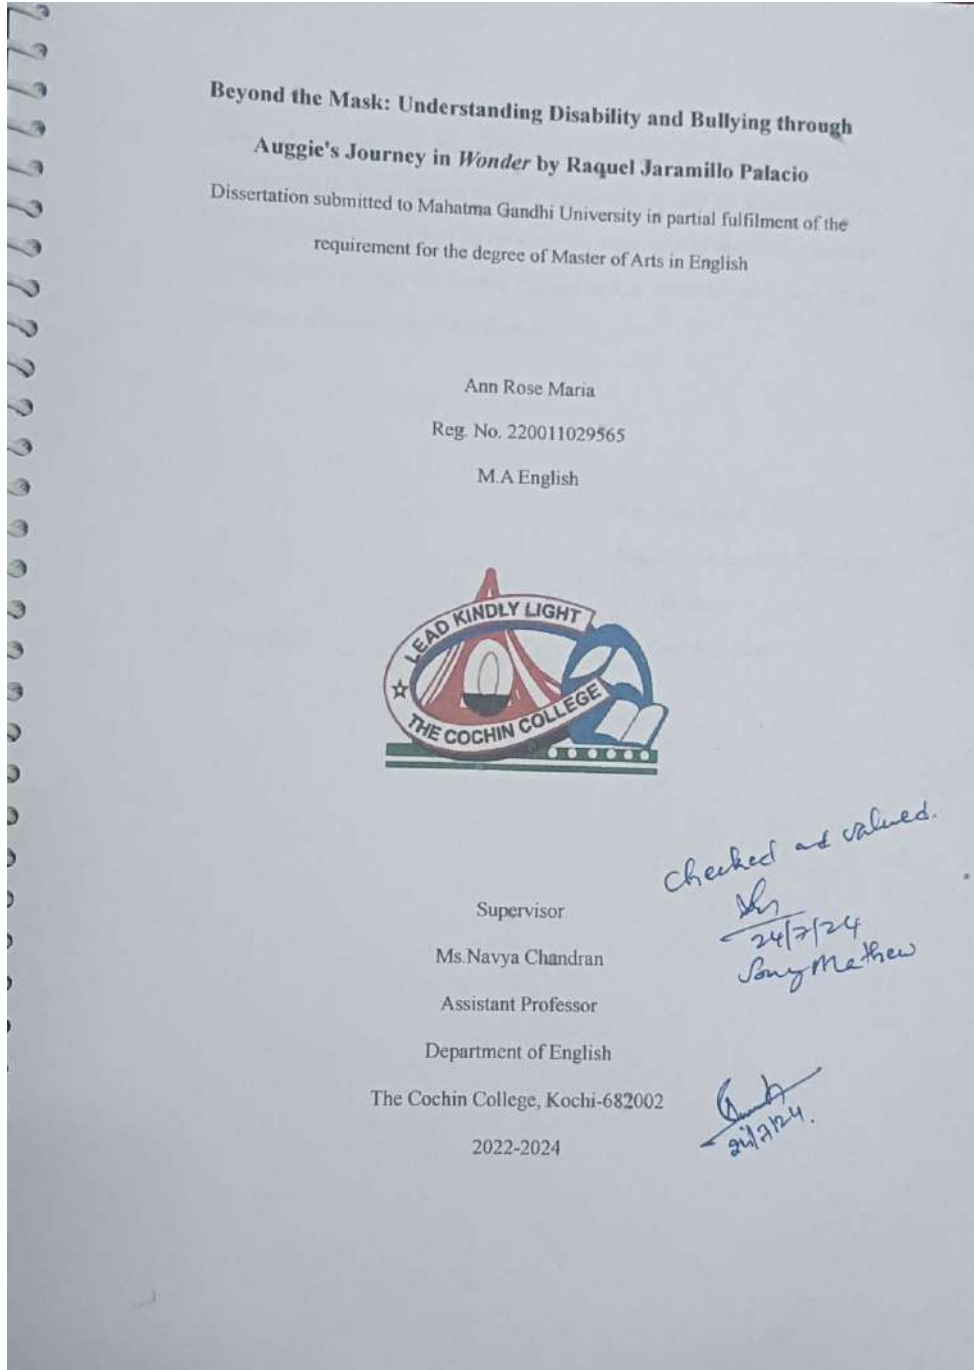 Beyond the Mask: Understanding Disability and Bullying through
Auggie's Journey in Wonder by Raquel Jaramillo Palacio
Dissertation submitted to Mahatma Gandhi University in partial fulfilment of the
requirement for the degree of Master of Arts in English
Ann Rose Maria
Reg. No. 220011029565
M.A English
LEAD KINDLY LIGHT
THE COCHIN COLLEGE
Checked and valued.
24/7/24
Sony Mathew
Supervisor
Ms.Navya Chandran
Assistant Professor
Department of English
The Cochin College, Kochi-682002
2022-2024
24/7/24.